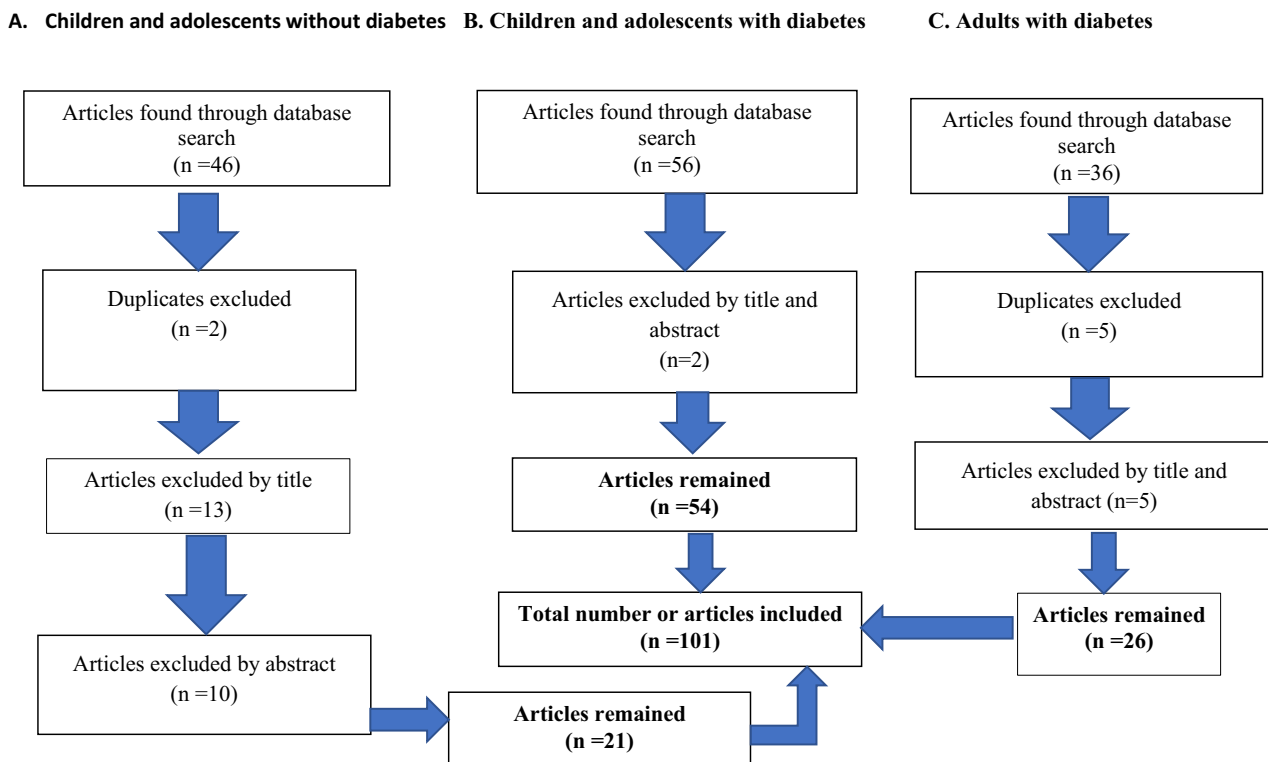 A. Children and adolescents without diabetes
Articles found through database
search
(n =46)
Duplicates excluded
(n =2)
Articles excluded by title
(n =13)
Articles excluded by abstract
(n =10)
Articles remained
(n =21)
B. Children and adolescents with diabetes
Articles found through database
search
(n =56)
Articles excluded by title and
abstract
(n=2)
Articles remained
(n =54)
Total number or articles included
(n =101)
C. Adults with diabetes
Articles found through database
search
(n =36)
Duplicates excluded
(n =5)
Articles excluded by title and
abstract (n=5)
Articles remained
(n =26)